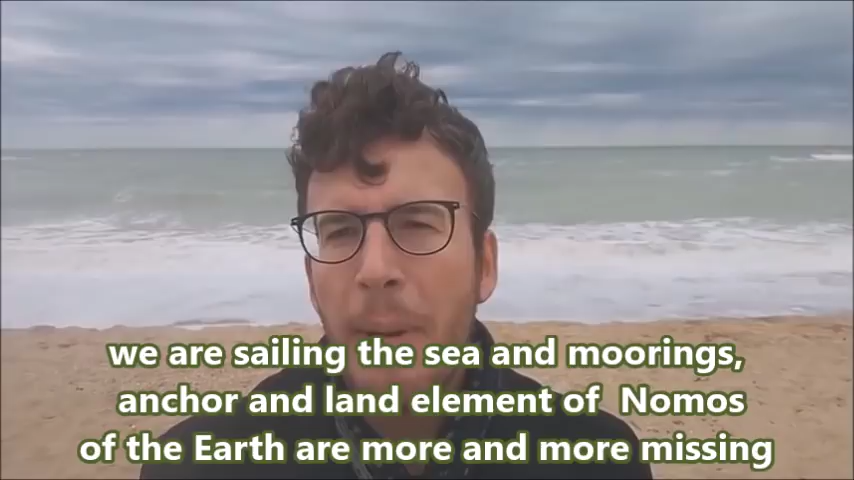 we are sailing the sea and moorings,
anchor and land element of Nomos
of the Earth are more and more missing